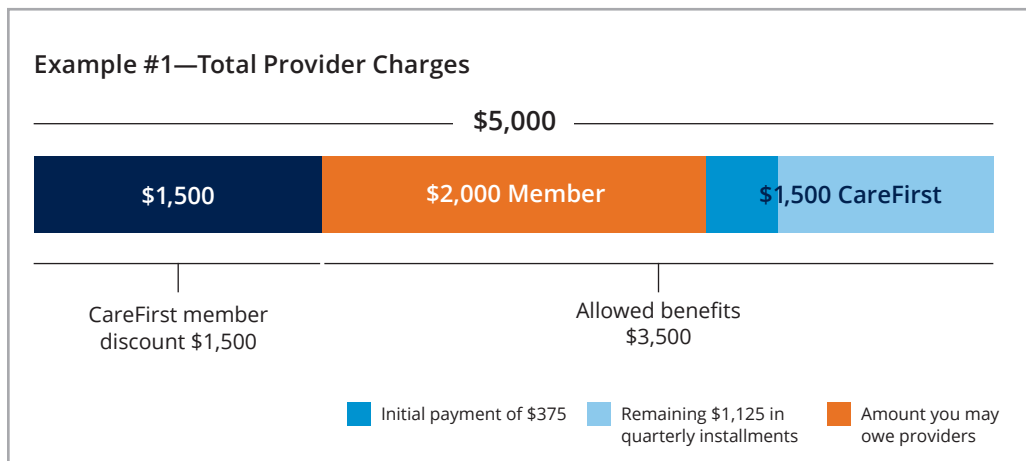 Example #1—Total Provider Charges
$5,000
$1,500
$2,000 Member
$1,500 CareFirst
CareFirst member
discount $1,500
Allowed benefits
$3,500
Initial payment of $375
Remaining $1,125 in
quarterly installments
Amount you may
owe providers